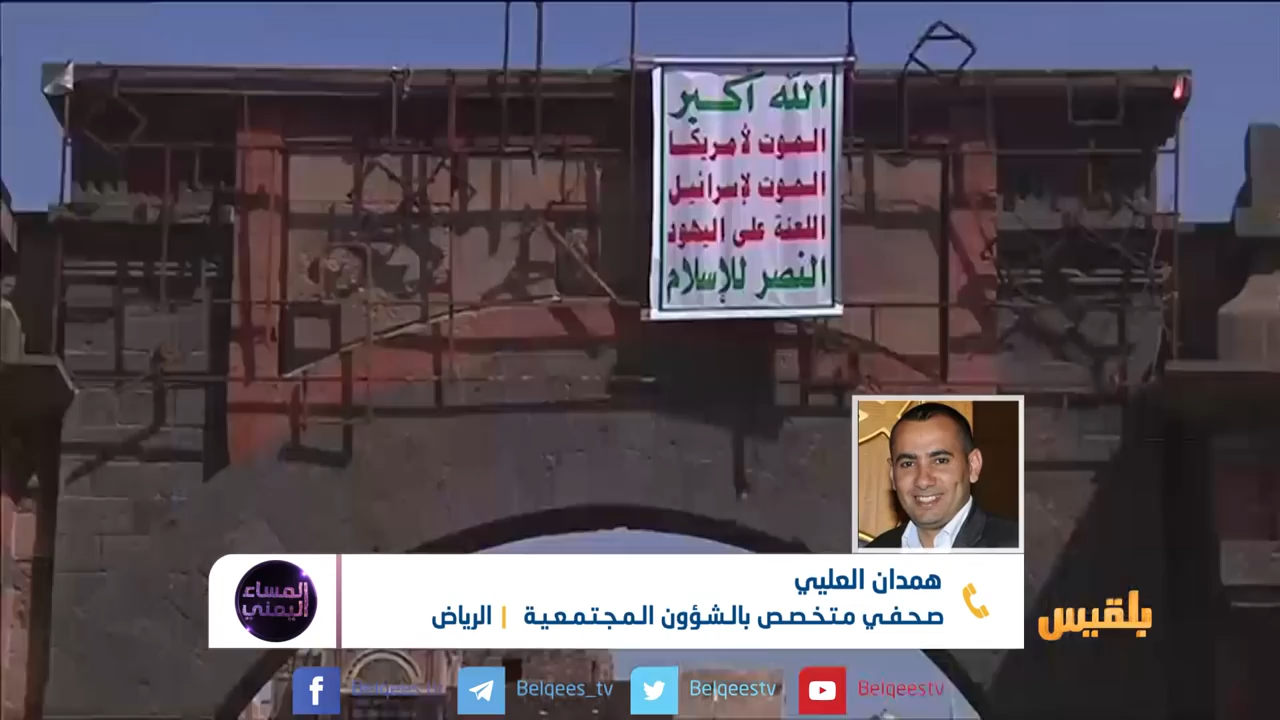 الله أكبر
الموت لأمريكا
الموت لإسرائيل
اللعنة على اليهود
النصر للإسلام
همدان العليي
صحفي متخصص بالشؤون المجتمعية | الرياض
المساء
اليمني
بلقيس
Belqees_tv
Belqees_tv
Belqeestv
Belqeestv